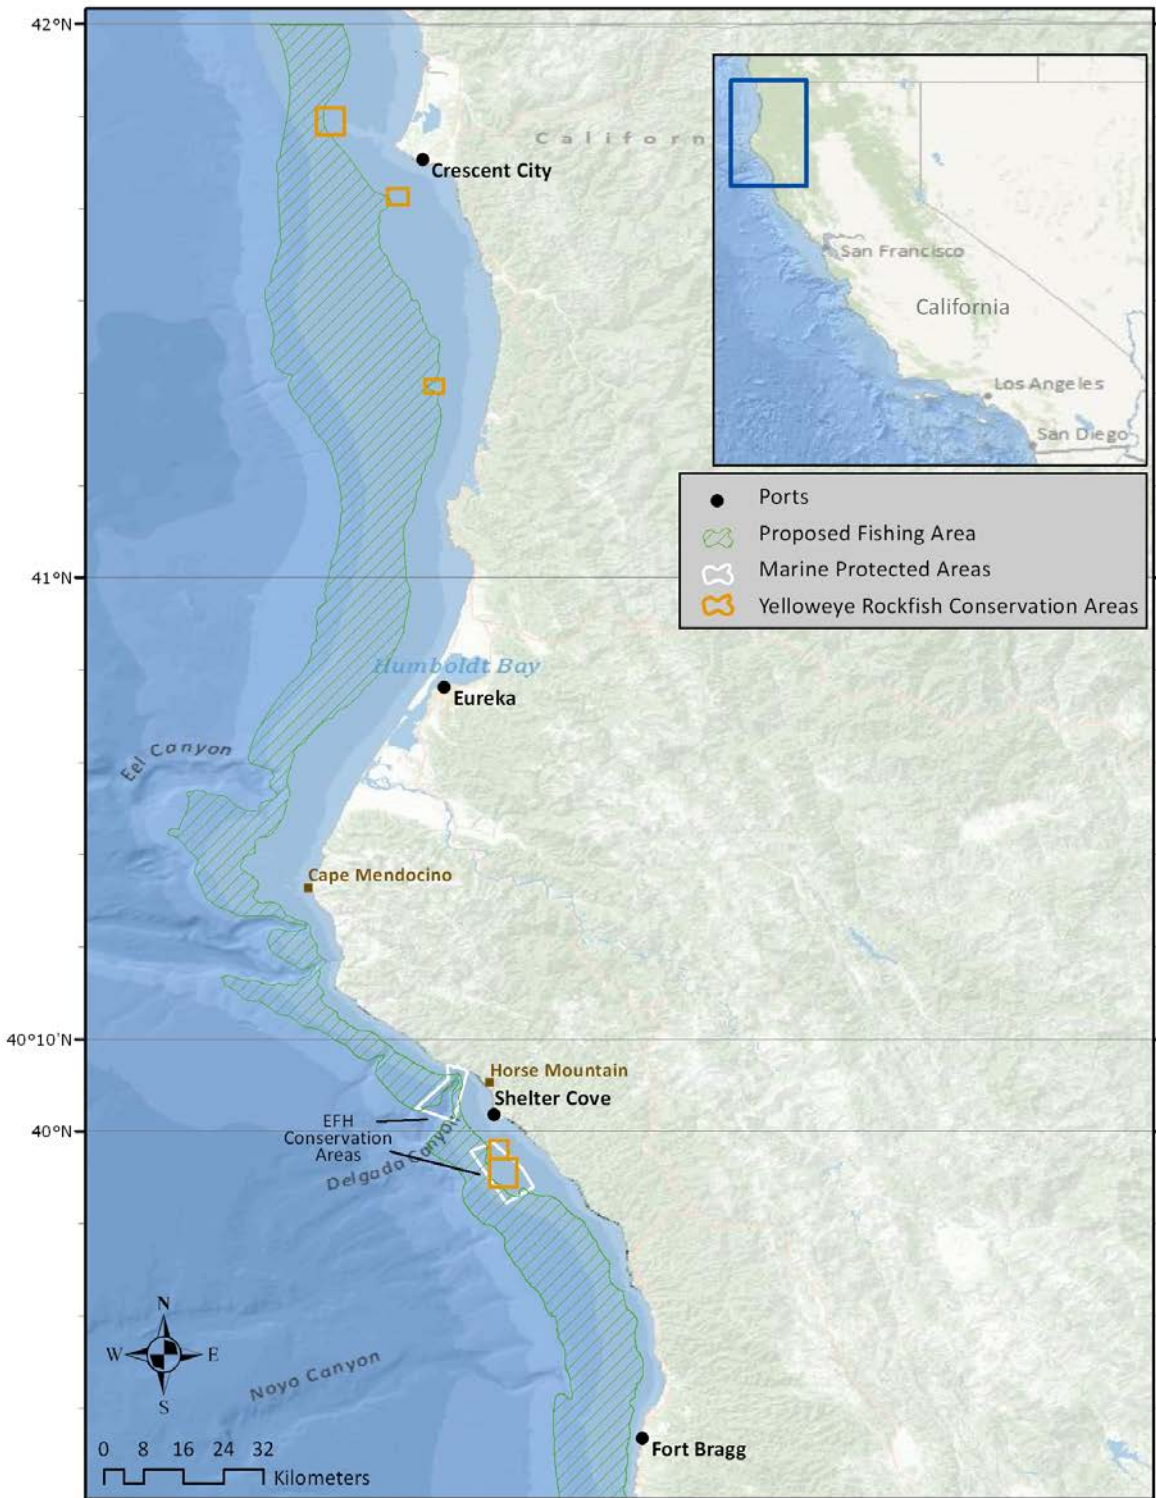 42°N
Crescent City
Californ
San Francisco
California
Los Angeles
San Diego
Ports
Proposed Fishing Area
Marine Protected Areas
Yelloweye Rockfish Conservation Areas
41°N
Humboldt Bay
Eureka
Eel Canyon
Cape Mendocino
40°10'N
Horse Mountain
Shelter Cove
EFH
Conservation
Areas
40°N
Delgada Canyon
N
W E
S
Noyo Canyon
0 8 16 24 32
Kilometers
Fort Bragg